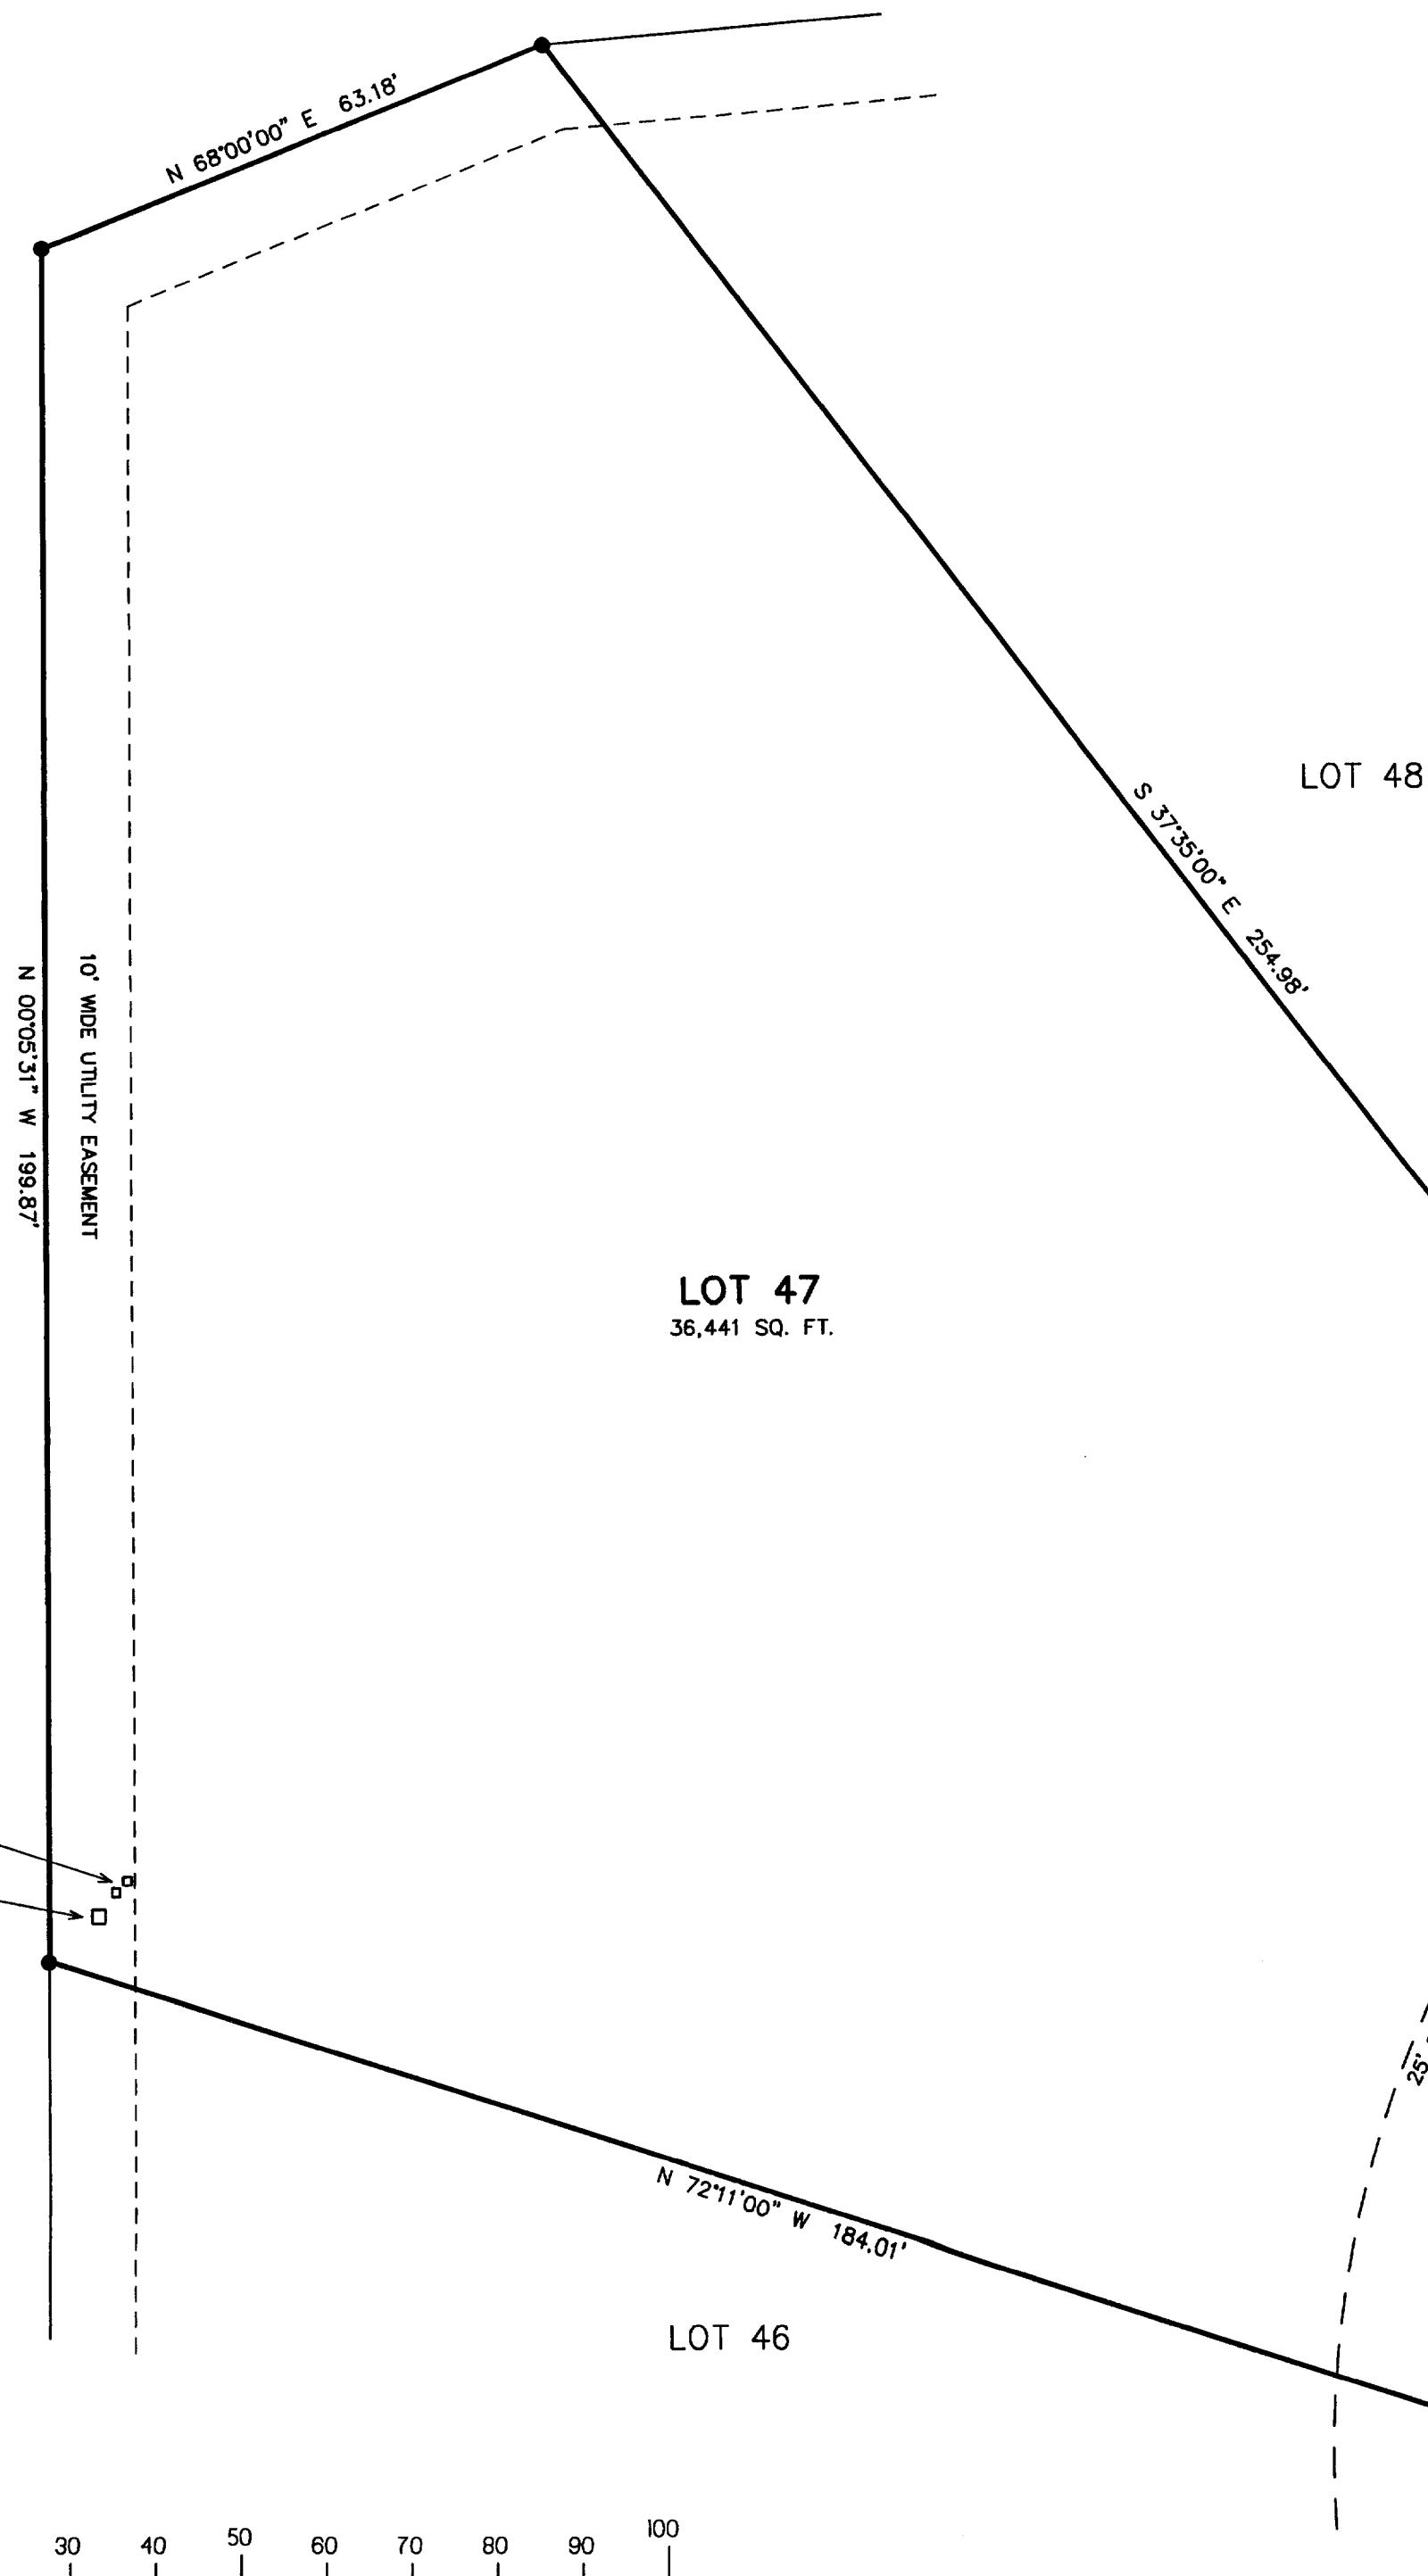 N 68°00'00" E 63.18'
LOT 48
S 37°35'00" E 254.98'
10' WIDE UTILITY EASEMENT
N 00°05'31" W 199.87'
LOT 47
36,441 SQ. FT.
25'
N 72°11'00" W 184.01'
LOT 46
30 40 50 60 70 80 90 100